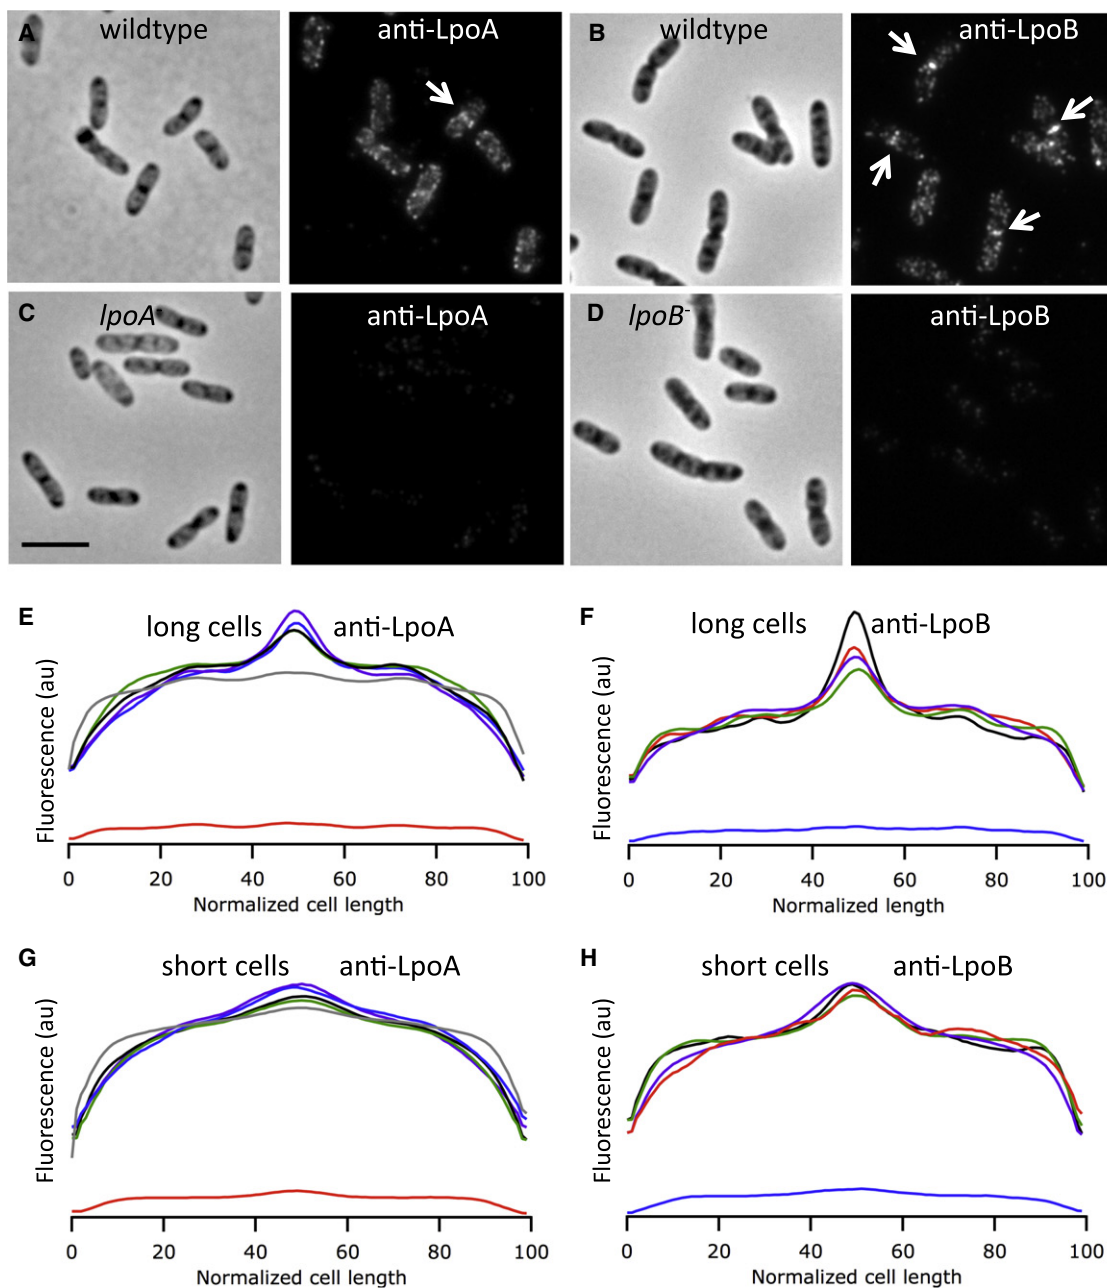 A wildtype anti-LpoA B wildtype anti-LpoB
C lpoA- anti-LpoA D lpoB- anti-LpoB
E long cells anti-LpoA
Fluorescence (au)
0 20 40 60 80 100
Normalized cell length
F long cells anti-LpoB
Fluorescence (au)
0 20 40 60 80 100
Normalized length
G short cells anti-LpoA
Fluorescence (au)
0 20 40 60 80 100
Normalized cell length
H short cells anti-LpoB
Fluorescence (au)
0 20 40 60 80 100
Normalized cell length